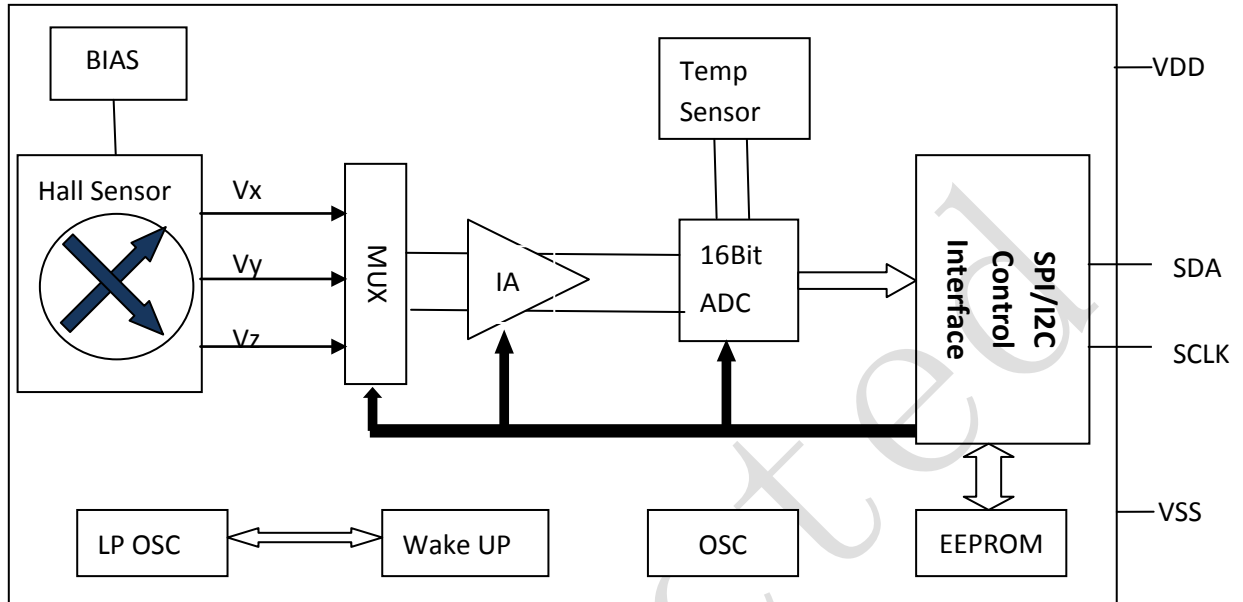 BIAS
Temp
Sensor
VDD
Hall Sensor
Vx
Vy
Vz
MUX
IA
16Bit
ADC
SPI/I2C
Control
Interface
SDA
SCLK
VSS
LP OSC
Wake UP
OSC
EEPROM